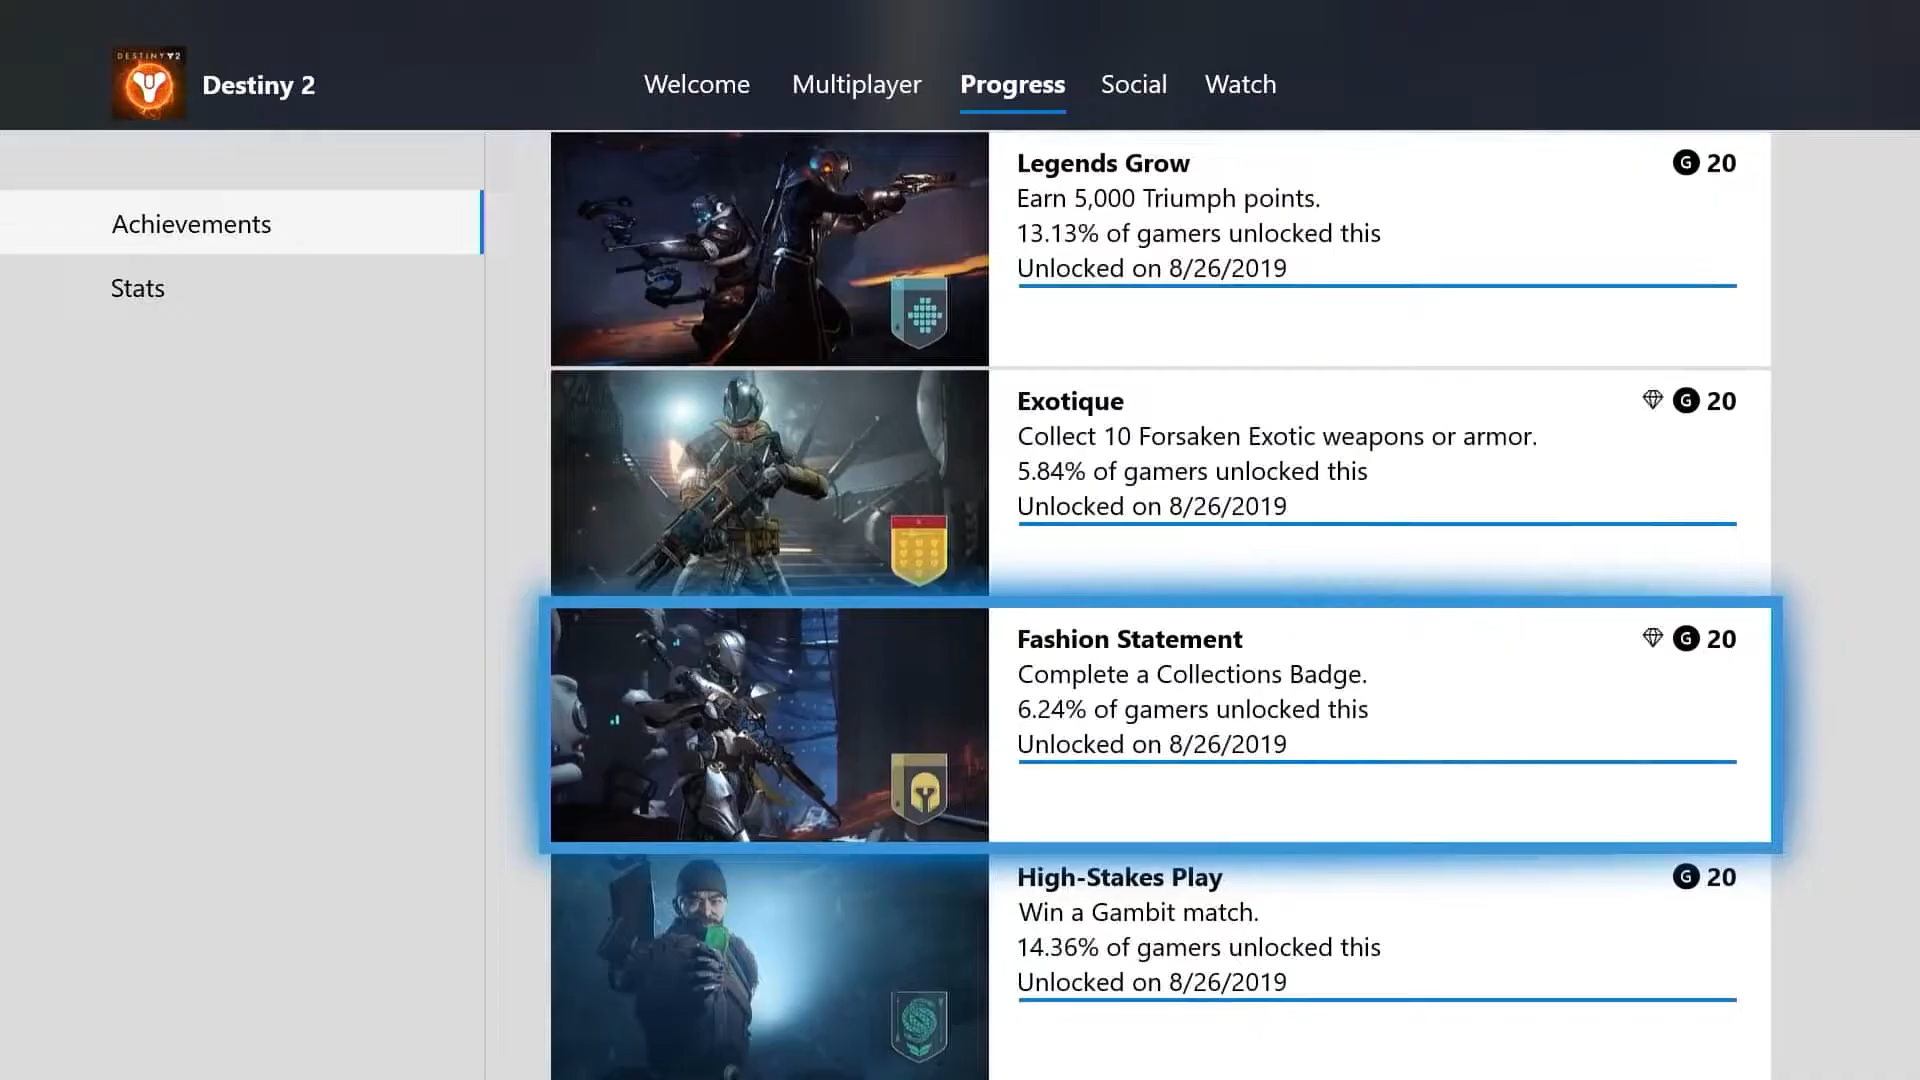 DESTINY 2
Destiny 2
Welcome
Multiplayer
Progress
Social
Watch
Achievements
Stats
Legends Grow
G 20
Earn 5,000 Triumph points.
13.13% of gamers unlocked this
Unlocked on 8/26/2019
Exotique
G 20
Collect 10 Forsaken Exotic weapons or armor.
5.84% of gamers unlocked this
Unlocked on 8/26/2019
Fashion Statement
G 20
Complete a Collections Badge.
6.24% of gamers unlocked this
Unlocked on 8/26/2019
High-Stakes Play
G 20
Win a Gambit match.
14.36% of gamers unlocked this
Unlocked on 8/26/2019